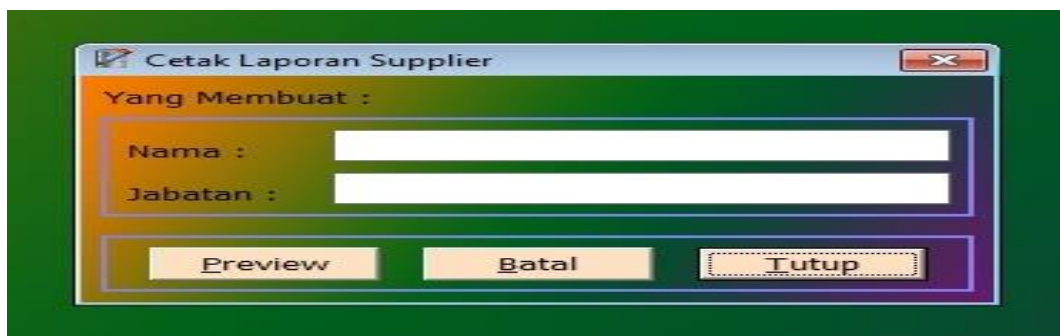 Cetak Laporan Supplier
Yang Membuat :
Nama :
Jabatan :
Preview Batal Tutup